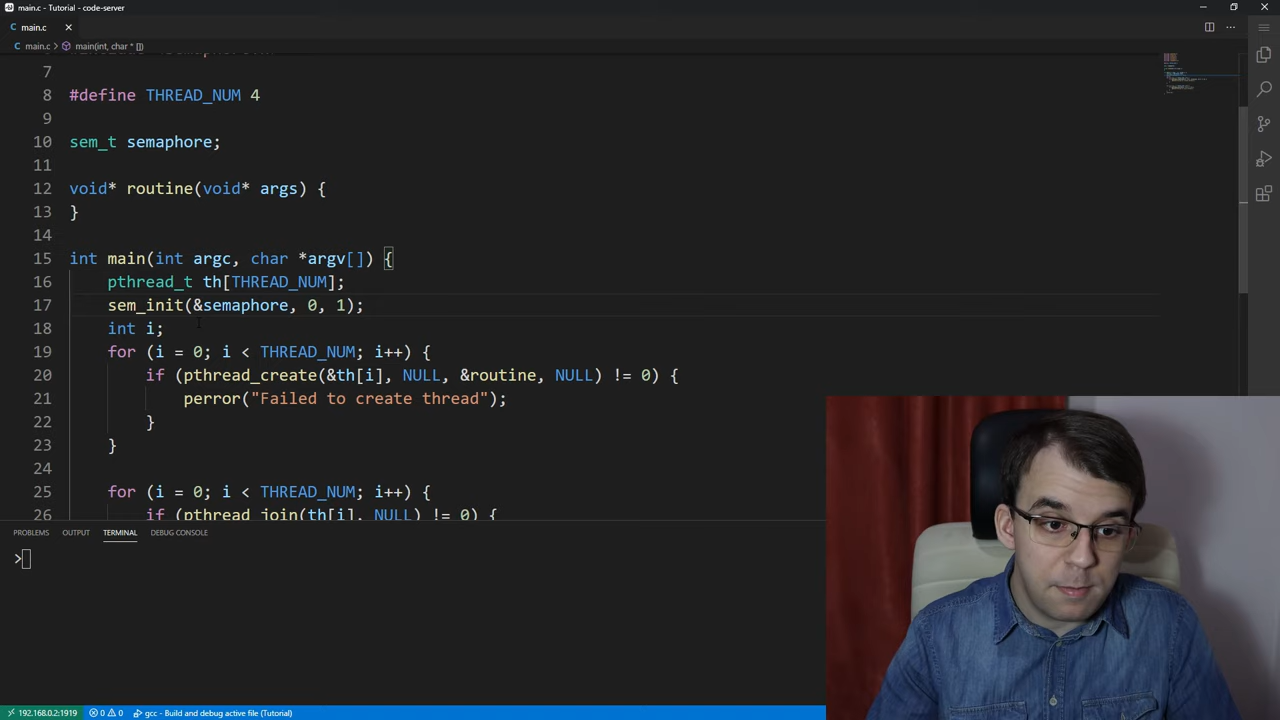 main.c - Tutorial - code-server
C main.c
C main.c > main(int, char * [])
7
8 #define THREAD_NUM 4
9
10 sem_t semaphore;
11
12 void* routine(void* args) {
13 }
14
15 int main(int argc, char *argv[]) {
16 pthread_t th[THREAD_NUM];
17 sem_init(&semaphore, 0, 1);
18 int i;
19 for (i = 0; i < THREAD_NUM; i++) {
20 if (pthread_create(&th[i], NULL, &routine, NULL) != 0) {
21 perror("Failed to create thread");
22 }
23 }
24
25 for (i = 0; i < THREAD_NUM; i++) {
26 if (pthread_join(th[i], NULL) != 0) {
PROBLEMS OUTPUT TERMINAL DEBUG CONSOLE
>
192.168.0.2:1919 0 0 gcc - Build and debug active file (Tutorial)